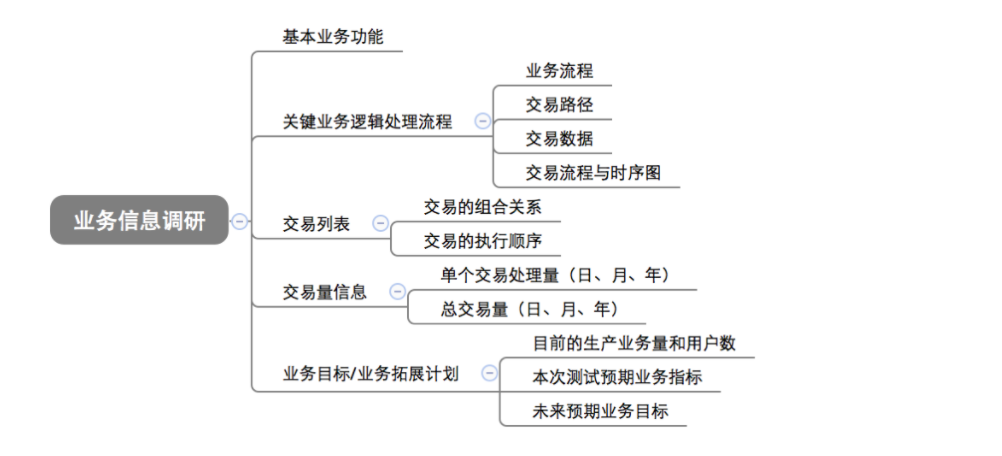 业务信息调研
基本业务功能
关键业务逻辑处理流程
业务流程
交易路径
交易数据
交易流程与时序图
交易列表
交易的组合关系
交易的执行顺序
交易量信息
单个交易处理量（日、月、年）
总交易量（日、月、年）
业务目标/业务拓展计划
目前的生产业务量和用户数
本次测试预期业务指标
未来预期业务目标